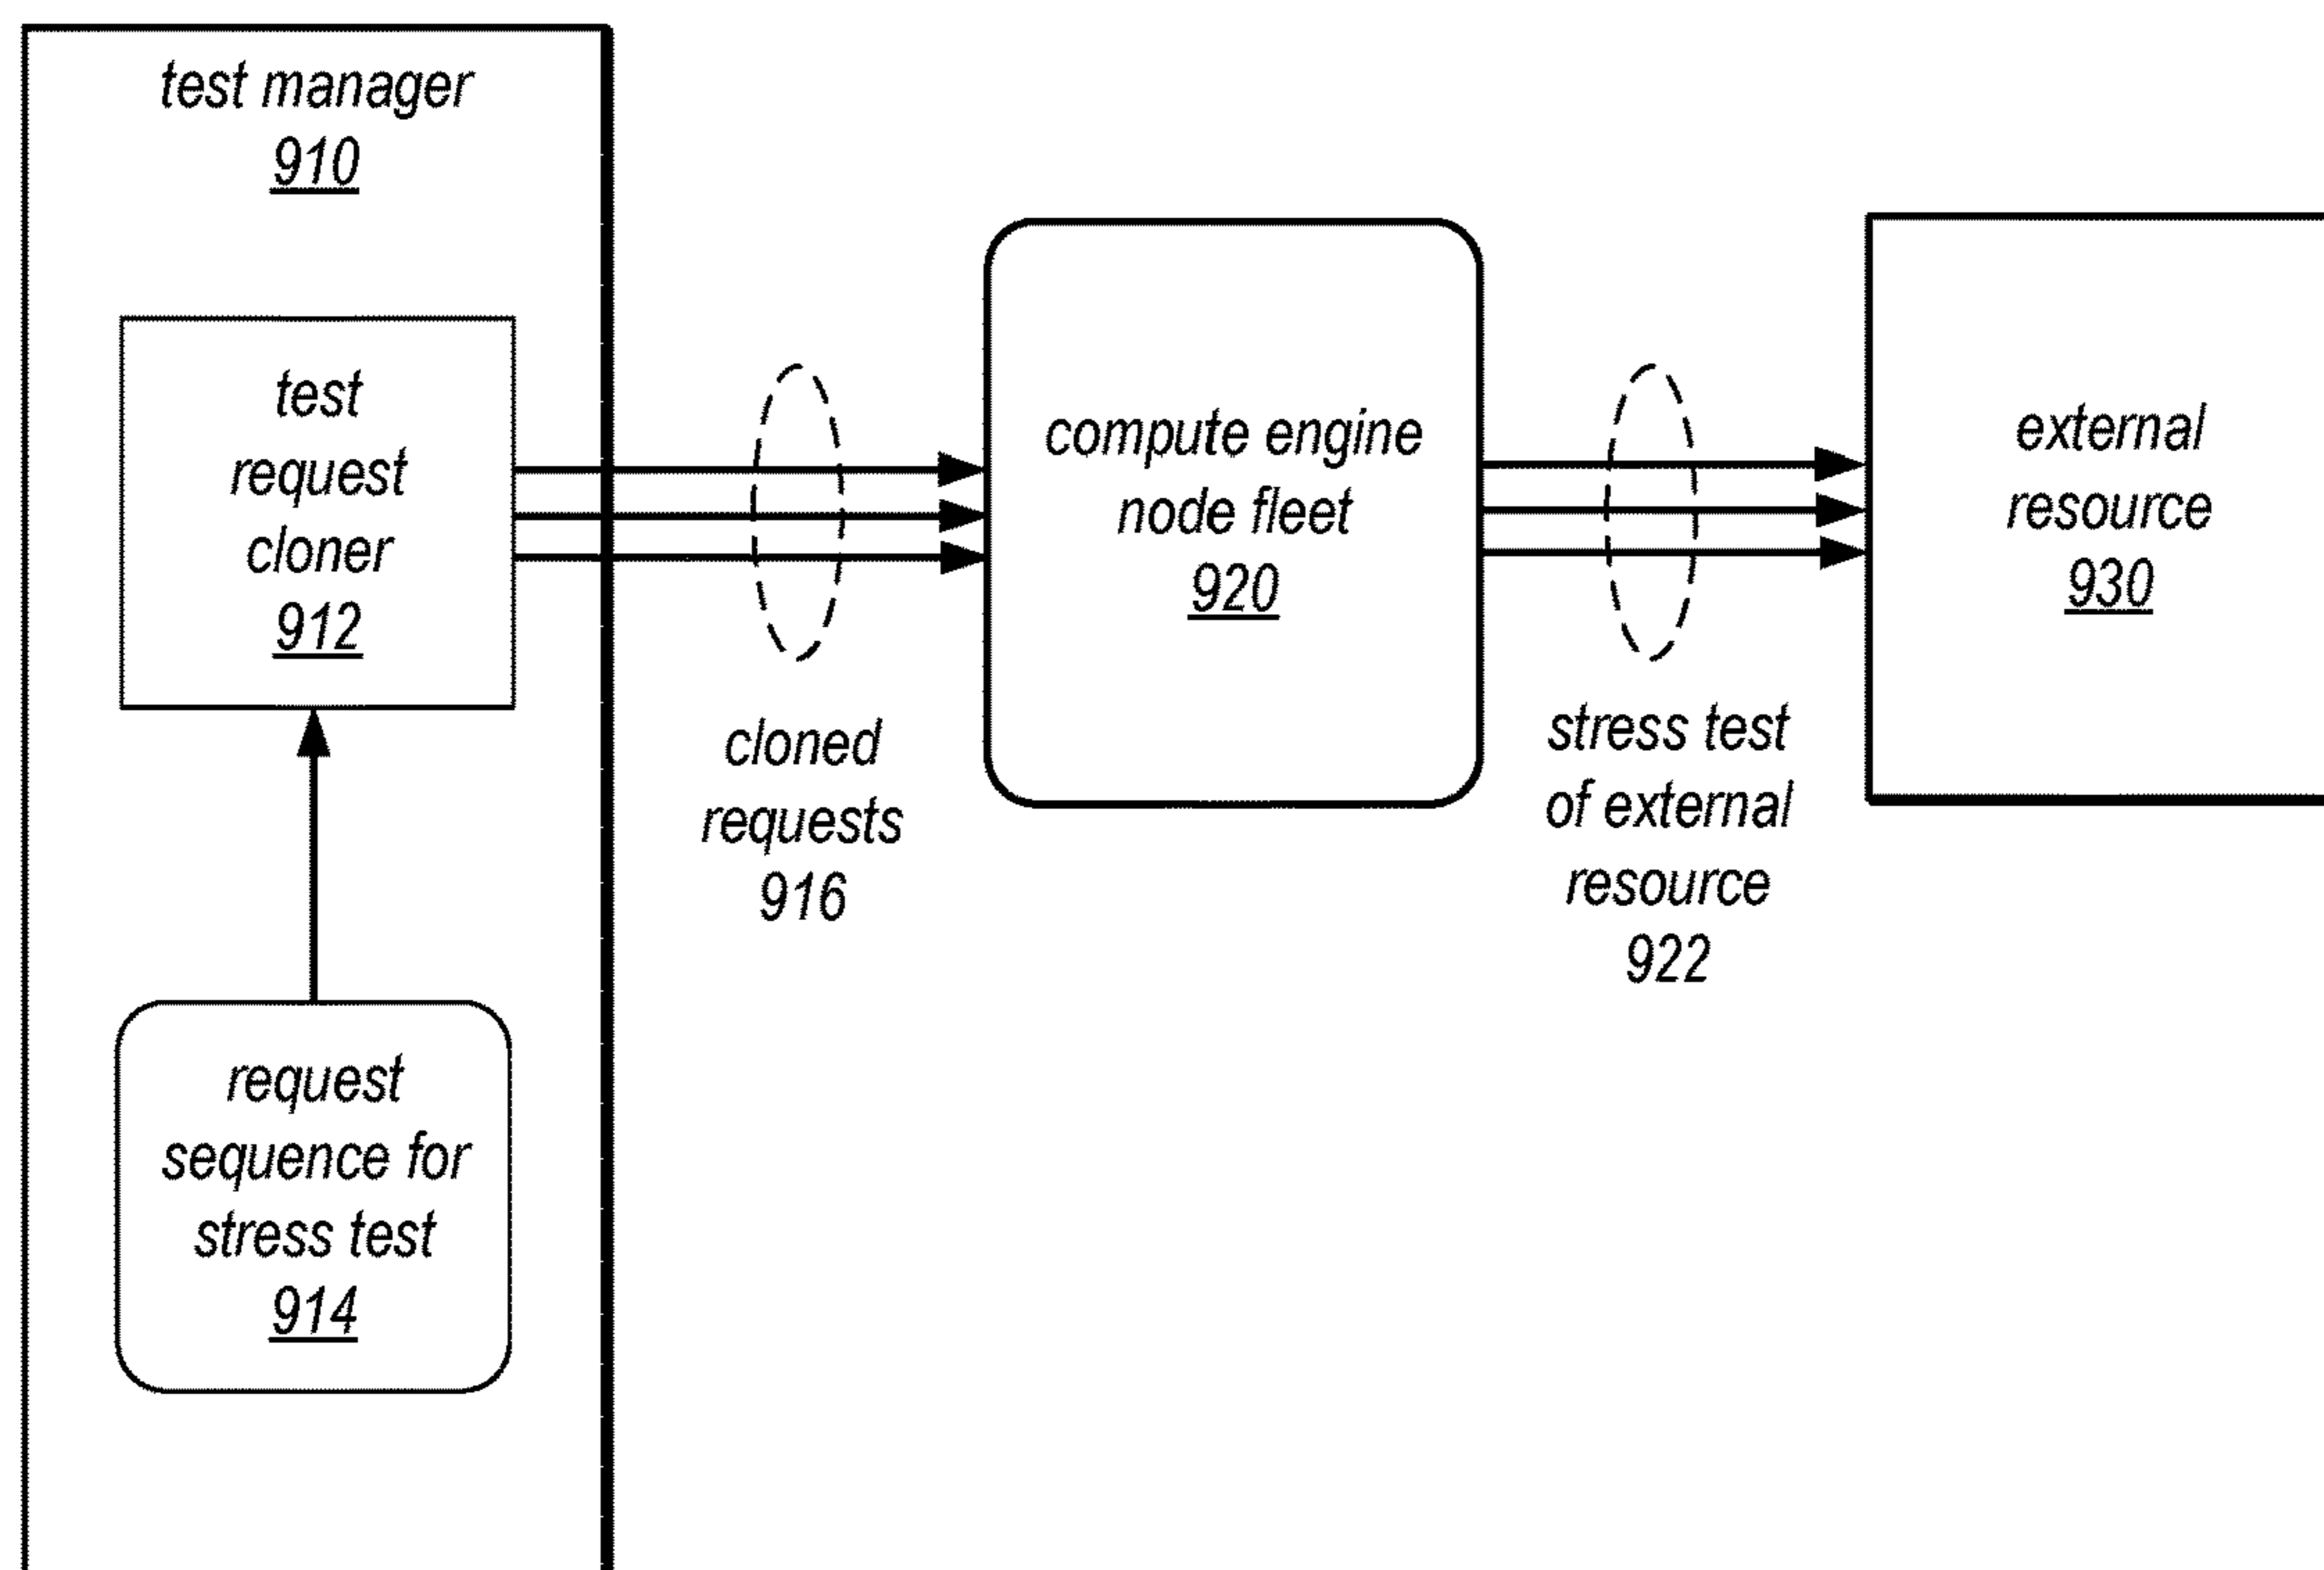 test manager
910
test
request
cloner
912
request
sequence for
stress test
914
cloned
requests
916
compute engine
node fleet
920
stress test
of external
resource
922
external
resource
930